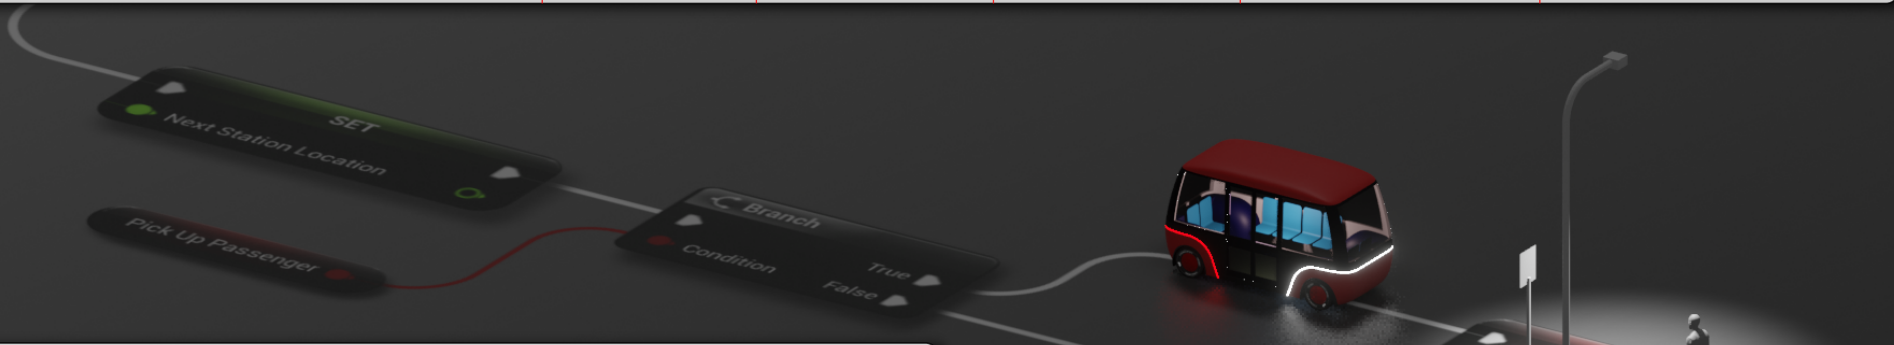 SET
Next Station Location
Pick Up Passenger
Branch
Condition
True
False